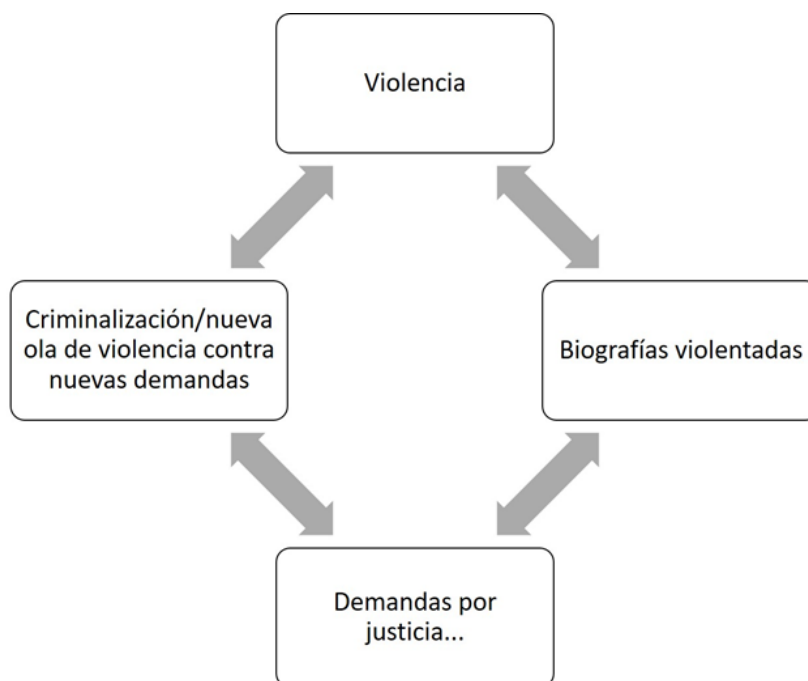 Violencia
Criminalización/nueva
ola de violencia contra
nuevas demandas
Biografías violentadas
Demandas por
justicia...